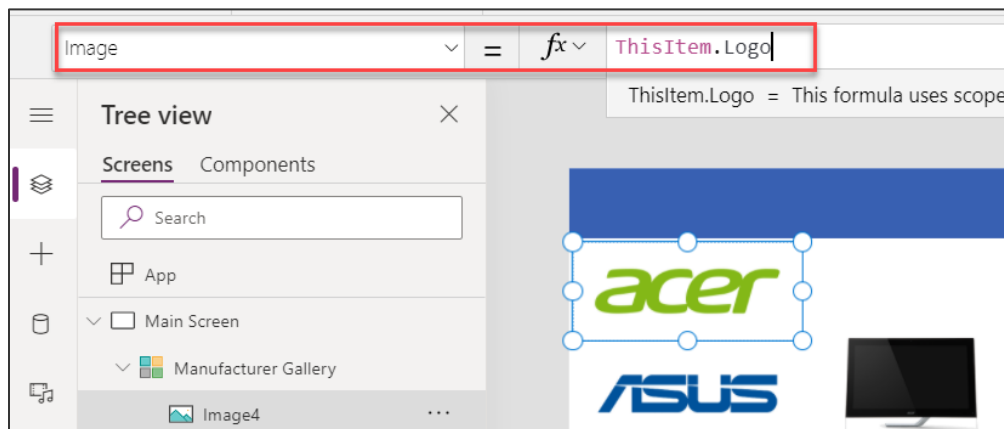 Image = fx ThisItem.Logo
ThisItem.Logo = This formula uses scope
Tree view
Screens Components
Search
App
Main Screen
Manufacturer Gallery
Image4 ...
acer
ASUS